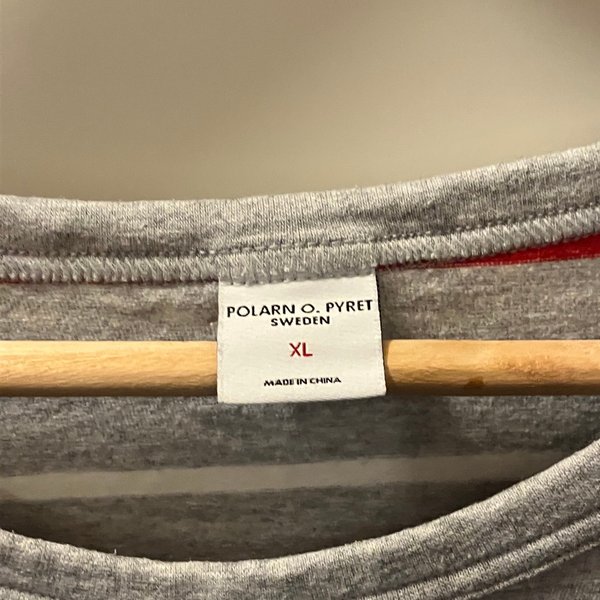 POLARN O. PYRET
SWEDEN
XL
MADE IN CHINA